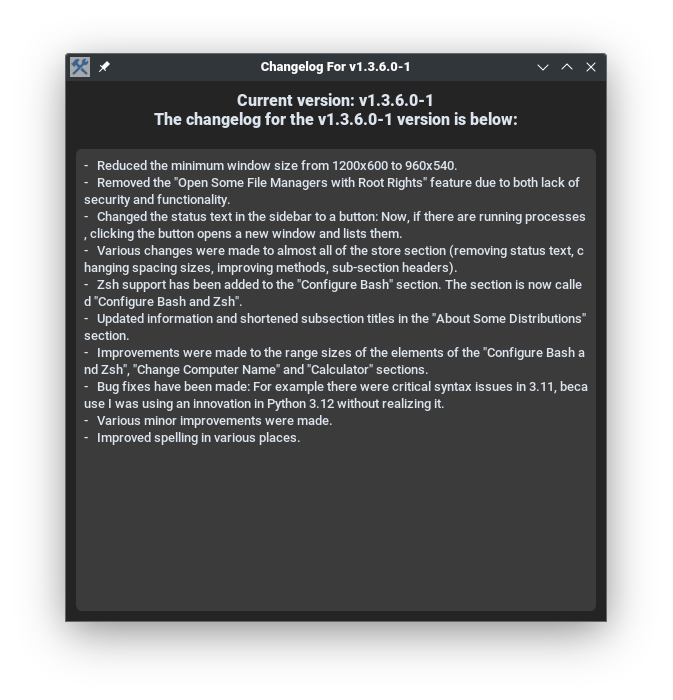 Changelog For v1.3.6.0-1
Current version: v1.3.6.0-1
The changelog for the v1.3.6.0-1 version is below:
- Reduced the minimum window size from 1200x600 to 960x540.
- Removed the "Open Some File Managers with Root Rights" feature due to both lack of
security and functionality.
- Changed the status text in the sidebar to a button: Now, if there are running processes
, clicking the button opens a new window and lists them.
- Various changes were made to almost all of the store section (removing status text, c
hanging spacing sizes, improving methods, sub-section headers).
- Zsh support has been added to the "Configure Bash" section. The section is now calle
d "Configure Bash and Zsh".
- Updated information and shortened subsection titles in the "About Some Distributions"
section.
- Improvements were made to the range sizes of the elements of the "Configure Bash a
nd Zsh", "Change Computer Name" and "Calculator" sections.
- Bug fixes have been made: For example there were critical syntax issues in 3.11, beca
use I was using an innovation in Python 3.12 without realizing it.
- Various minor improvements were made.
- Improved spelling in various places.